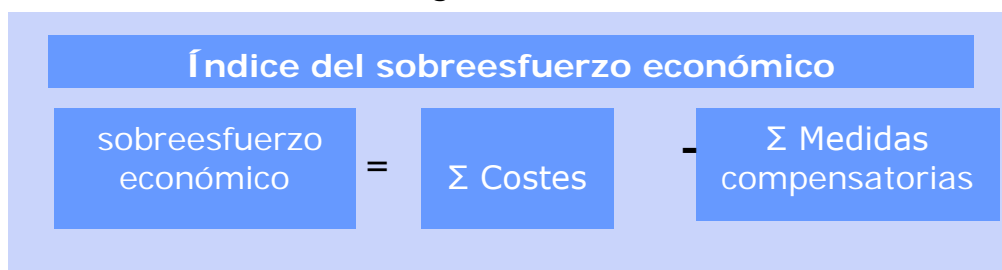 Índice del sobreesfuerzo económico
sobreesfuerzo
económico
=
Σ Costes
-
Σ Medidas
compensatorias